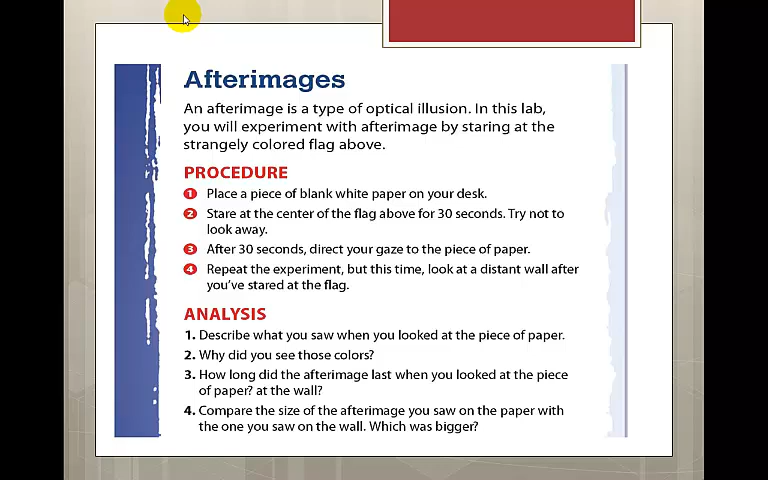 Afterimages
An afterimage is a type of optical illusion. In this lab,
you will experiment with afterimage by staring at the
strangely colored flag above.
PROCEDURE
1 Place a piece of blank white paper on your desk.
2 Stare at the center of the flag above for 30 seconds. Try not to
look away.
3 After 30 seconds, direct your gaze to the piece of paper.
4 Repeat the experiment, but this time, look at a distant wall after
you've stared at the flag.
ANALYSIS
1. Describe what you saw when you looked at the piece of paper.
2. Why did you see those colors?
3. How long did the afterimage last when you looked at the piece
of paper? at the wall?
4. Compare the size of the afterimage you saw on the paper with
the one you saw on the wall. Which was bigger?